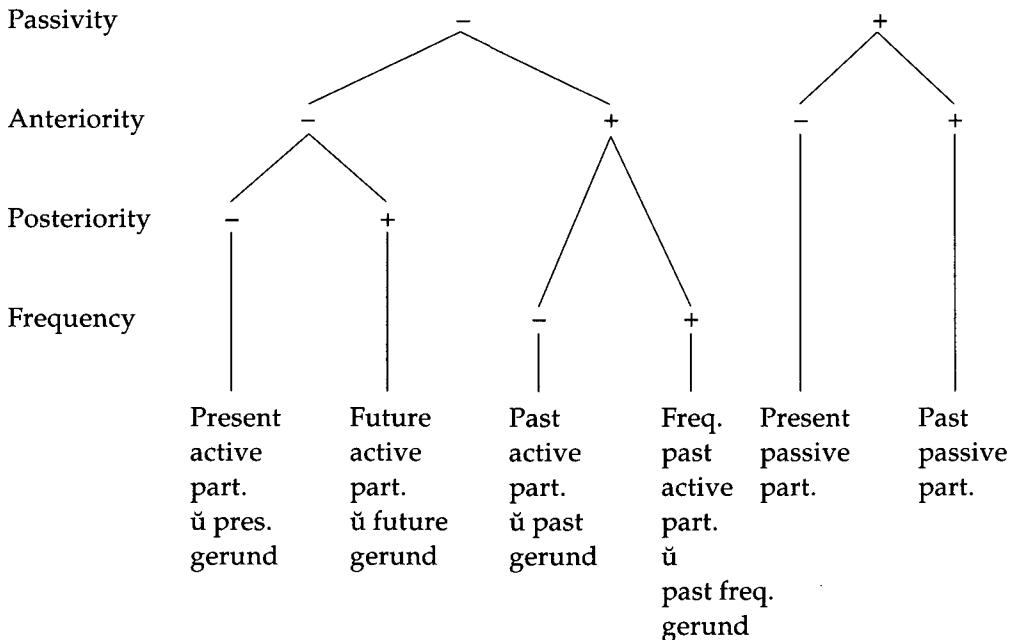 Passivity − +
Anteriority − + − +
Posteriority − +
Frequency − +
Present Future Past Freq. Present Past
active active active past passive passive
part. part. part. active part. part.
ŭ pres. ŭ future ŭ past part.
gerund gerund gerund ŭ
past freq.
gerund